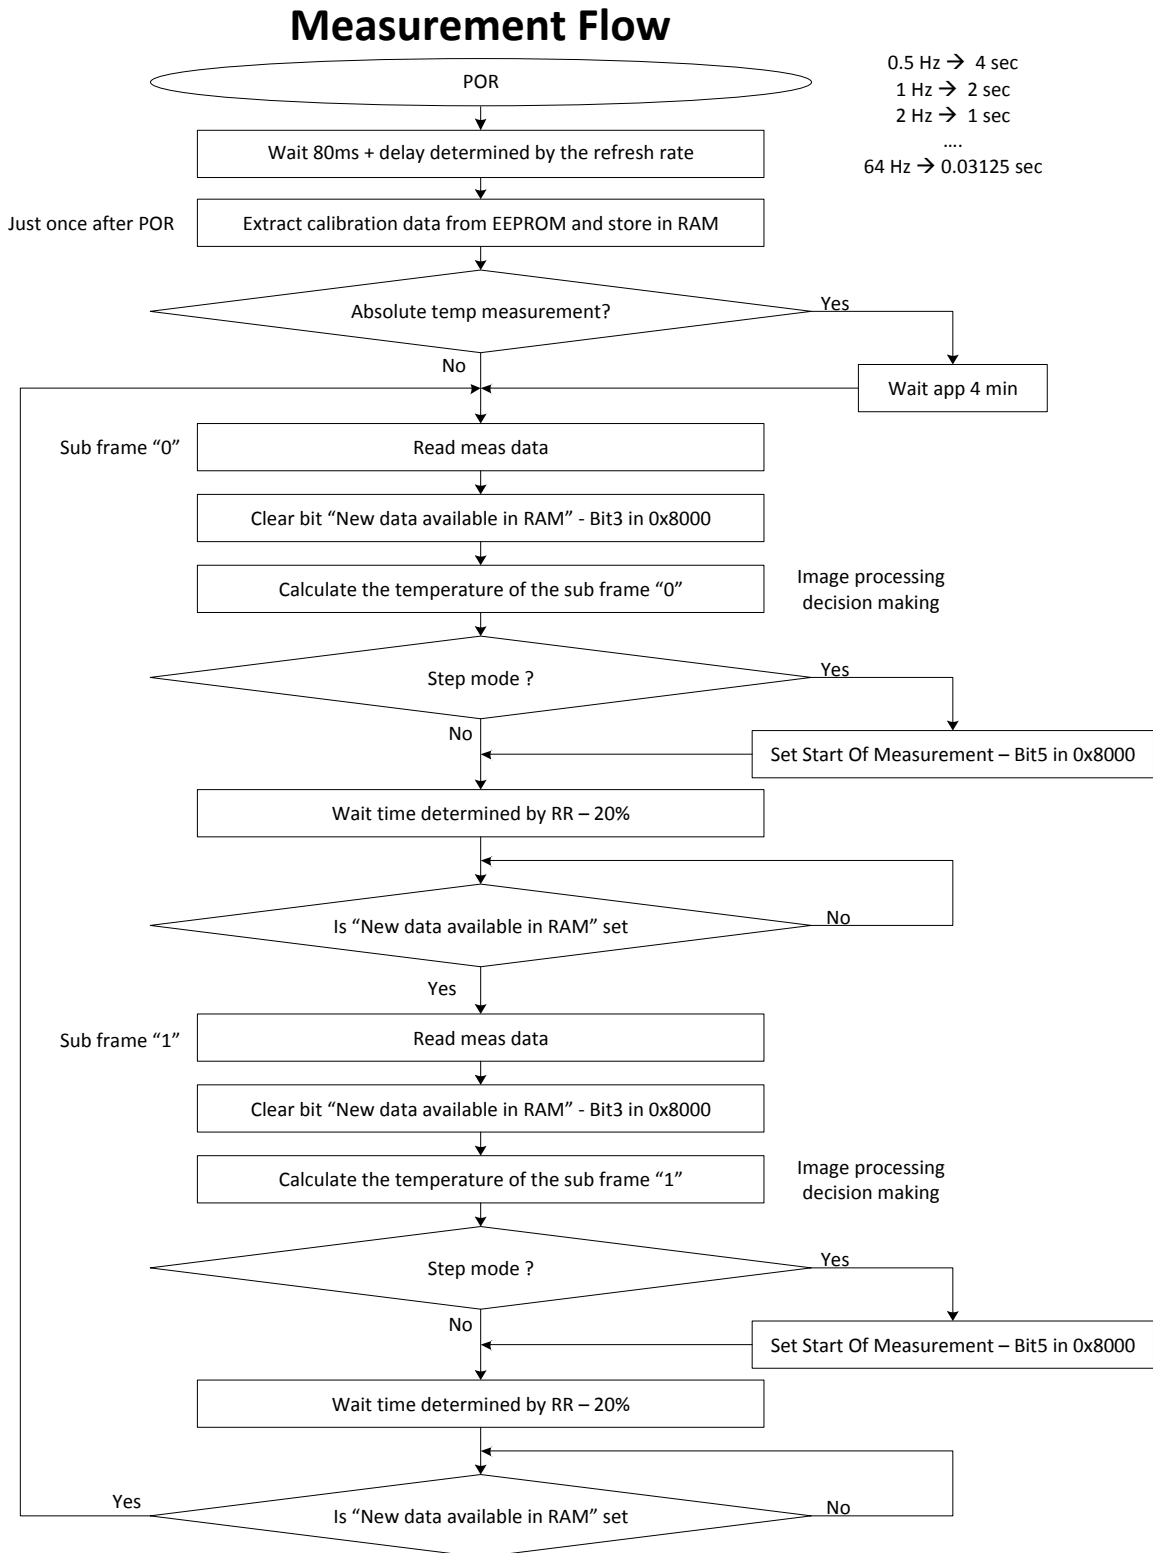 Measurement Flow
0.5 Hz → 4 sec
1 Hz → 2 sec
2 Hz → 1 sec
....
64 Hz → 0.03125 sec
POR
Wait 80ms + delay determined by the refresh rate
Just once after POR
Extract calibration data from EEPROM and store in RAM
Absolute temp measurement?
Yes
No
Wait app 4 min
Sub frame “0”
Read meas data
Clear bit “New data available in RAM” - Bit3 in 0x8000
Calculate the temperature of the sub frame “0”
Image processing
decision making
Step mode ?
Yes
No
Set Start Of Measurement – Bit5 in 0x8000
Wait time determined by RR – 20%
Is “New data available in RAM” set
No
Yes
Sub frame “1”
Read meas data
Clear bit “New data available in RAM” - Bit3 in 0x8000
Calculate the temperature of the sub frame “1”
Image processing
decision making
Step mode ?
Yes
No
Set Start Of Measurement – Bit5 in 0x8000
Wait time determined by RR – 20%
Yes
Is “New data available in RAM” set
No